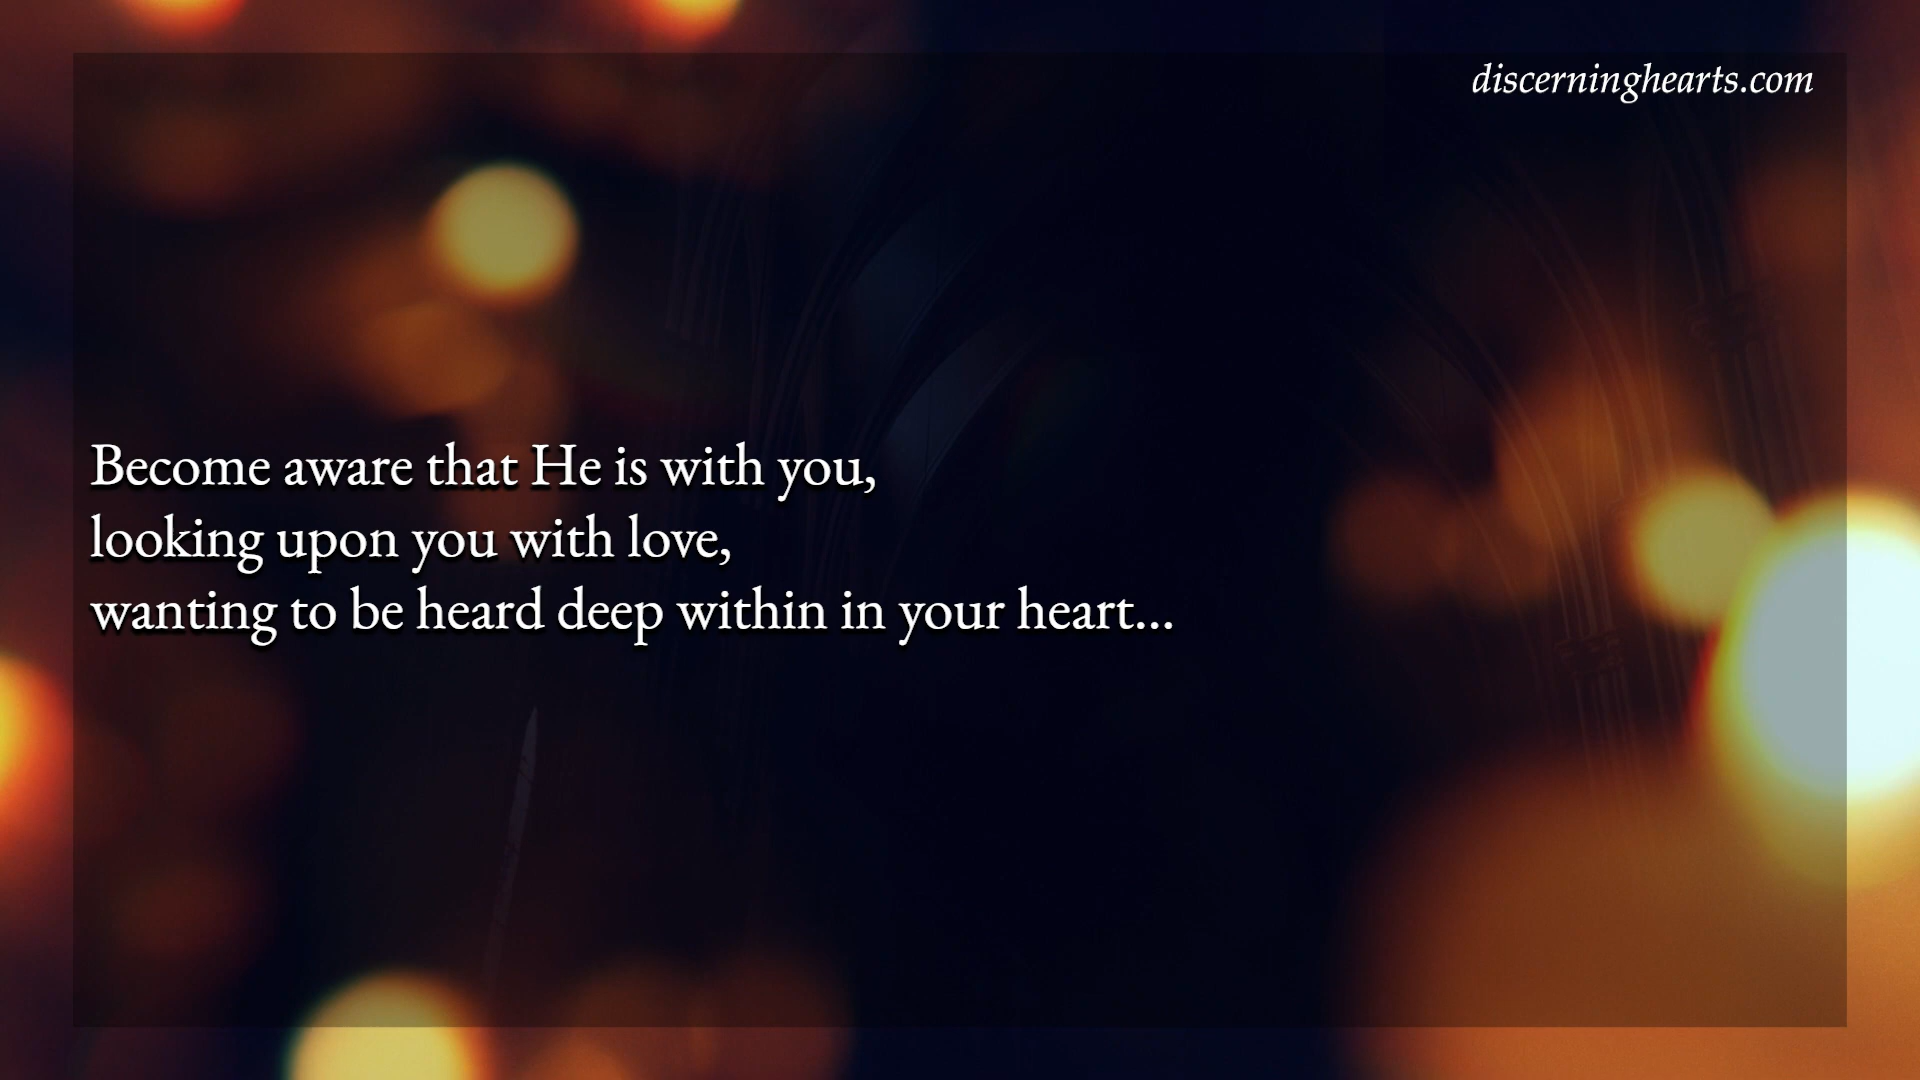 discerninghearts.com
Become aware that He is with you,
looking upon you with love,
wanting to be heard deep within in your heart...